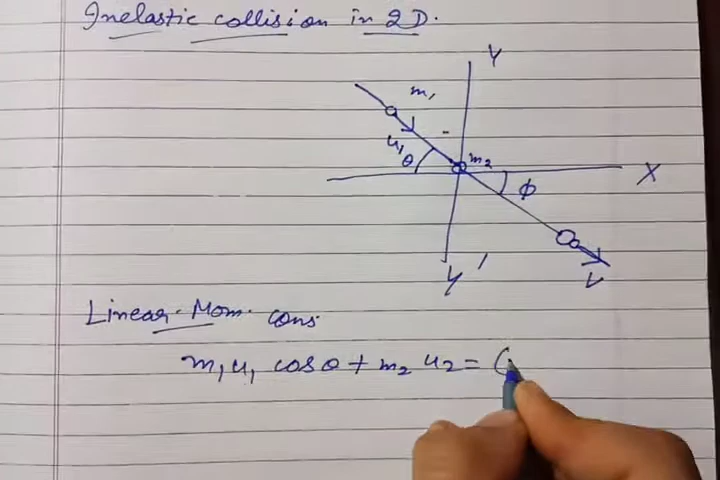 Inelastic collision in 2D.
Y
m₁
u₁
θ
m₂
X
ϕ
Y'
V
Linear Mom. cons
m₁u₁ cosθ + m₂ u₂ = (